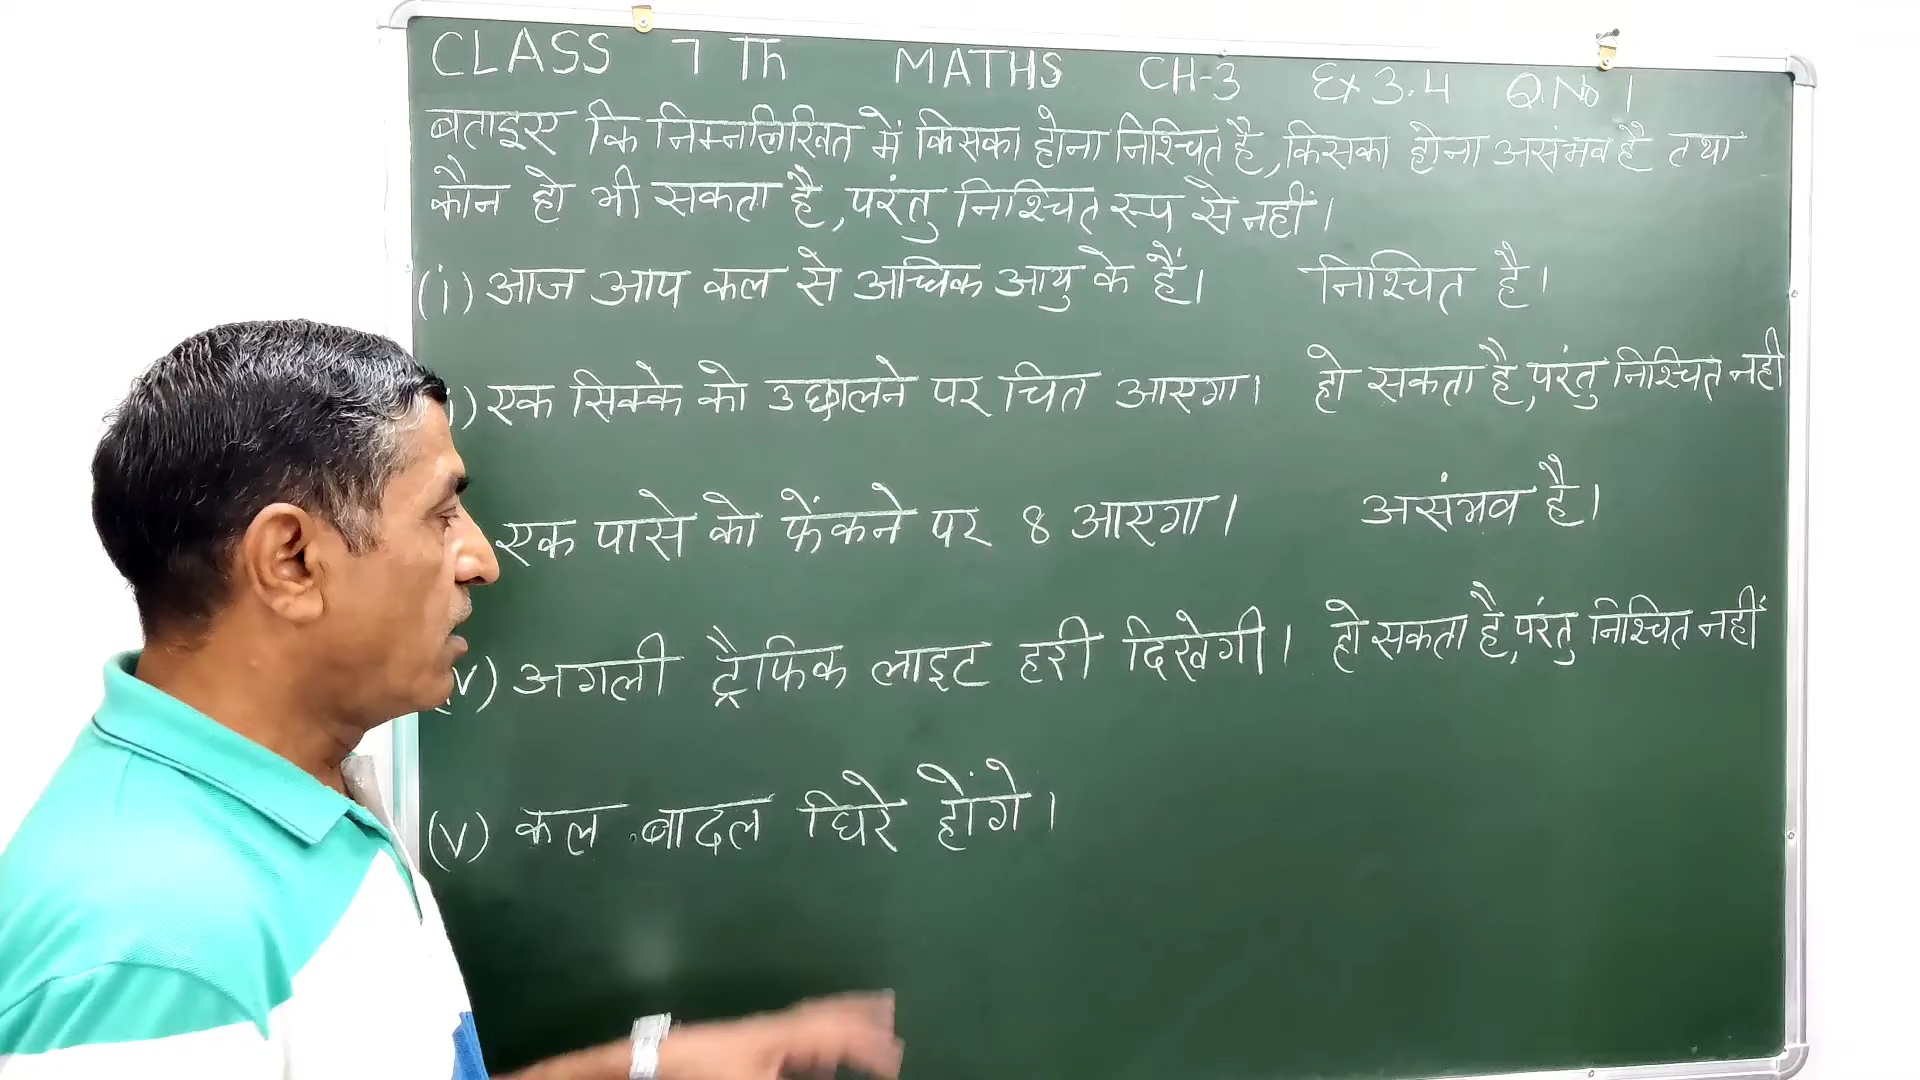 CLASS 7 Th MATHS CH-3 Ex 3.4 Q.No 1
बताइए कि निम्नलिखित में किसका होना निश्चित है, किसका होना असंभव है तथा
कौन हो भी सकता है, परंतु निश्चित रूप से नहीं।
(i) आज आप कल से अधिक आयु के हैं। निश्चित है।
i) एक सिक्के को उछालने पर चित आएगा। हो सकता है, परंतु निश्चित नहीं
एक पासे को फेंकने पर 8 आएगा। असंभव है।
(iv) अगली ट्रैफिक लाइट हरी दिखेगी। हो सकता है, परंतु निश्चित नहीं
(v) कल बादल घिरे होंगे।